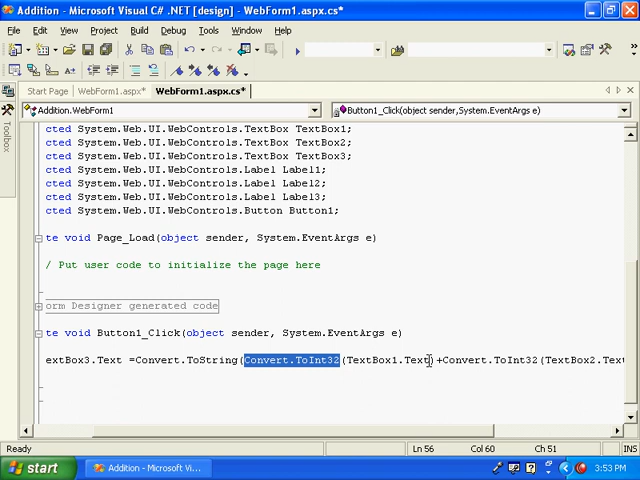 Addition - Microsoft Visual C# .NET [design] - WebForm1.aspx.cs*
File Edit View Project Build Debug Tools Window Help
Start Page WebForm1.aspx* WebForm1.aspx.cs*
Addition.WebForm1 Button1_Click(object sender,System.EventArgs e)
Toolbox
cted System.Web.UI.WebControls.TextBox TextBox1;
cted System.Web.UI.WebControls.TextBox TextBox2;
cted System.Web.UI.WebControls.TextBox TextBox3;
cted System.Web.UI.WebControls.Label Label1;
cted System.Web.UI.WebControls.Label Label2;
cted System.Web.UI.WebControls.Label Label3;
cted System.Web.UI.WebControls.Button Button1;
te void Page_Load(object sender, System.EventArgs e)
/ Put user code to initialize the page here
orm Designer generated code
te void Button1_Click(object sender, System.EventArgs e)
extBox3.Text =Convert.ToString(Convert.ToInt32(TextBox1.Text)+Convert.ToInt32(TextBox2.Text
Ready Ln 56 Col 60 Ch 51 INS
start Addition - Microsoft Vi... 3:53 PM